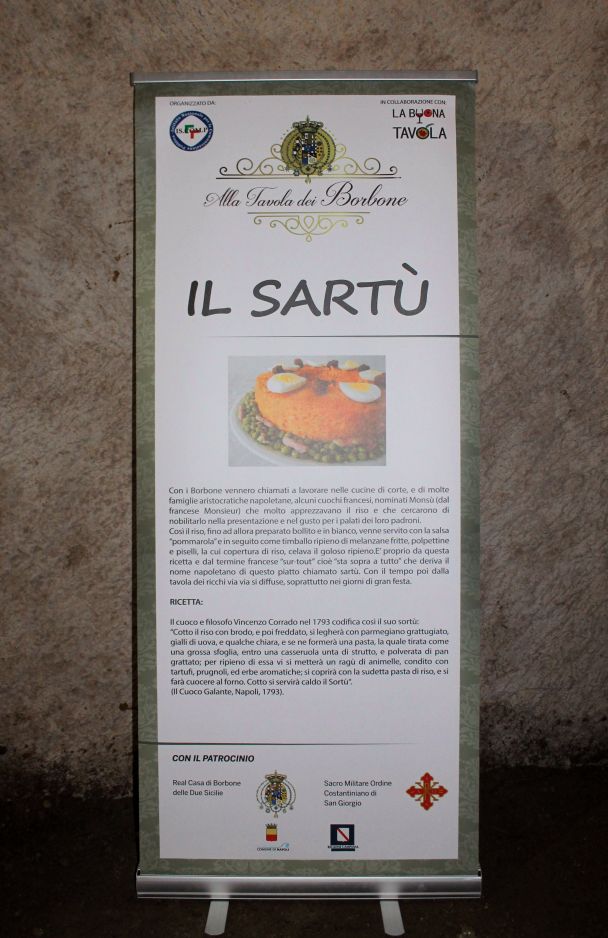 ORGANIZZATO DA:
IN COLLABORAZIONE CON:
LA BUONA
TAVOLA
Alla Tavola dei Borbone
IL SARTÙ
Con i Borbone vennero chiamati a lavorare nelle cucine di corte, e di molte
famiglie aristocratiche napoletane, alcuni cuochi francesi, nominati Monsù (dal
francese Monsieur) che molto apprezzavano il riso e che cercarono di
nobilitarlo nella presentazione e nel gusto per i palati dei loro padroni.
Così il riso, fino ad allora preparato bollito e in bianco, venne servito con la salsa
"pommarola" e in seguito come timballo ripieno di melanzane fritte, polpettine
e piselli, la cui copertura di riso, celava il goloso ripieno.E' proprio da questa
ricetta e dal termine francese "sur-tout" cioè "sta sopra a tutto" che deriva il
nome napoletano di questo piatto chiamato sartù. Con il tempo poi dalla
tavola dei ricchi via via si diffuse, soprattutto nei giorni di gran festa.
RICETTA:
Il cuoco e filosofo Vincenzo Corrado nel 1793 codifica così il suo sortù:
"Cotto il riso con brodo, e poi freddato, si legherà con parmegiano grattugiato,
gialli di uova, e qualche chiara, e se ne formerà una pasta, la quale tirata come
una grossa sfoglia, entro una casseruola unta di strutto, e polverata di pan
grattato; per ripieno di essa vi si metterà un ragù di animelle, condito con
tartufi, prugnoli, ed erbe aromatiche; si coprirà con la sudetta pasta di riso, e si
farà cuocere al forno. Cotto si servirà caldo il Sortù".
(Il Cuoco Galante, Napoli, 1793).
CON IL PATROCINIO
Real Casa di Borbone
delle Due Sicilie
Sacro Militare Ordine
Costantiniano di
San Giorgio
COMUNE DI NAPOLI
REGIONE CAMPANIA